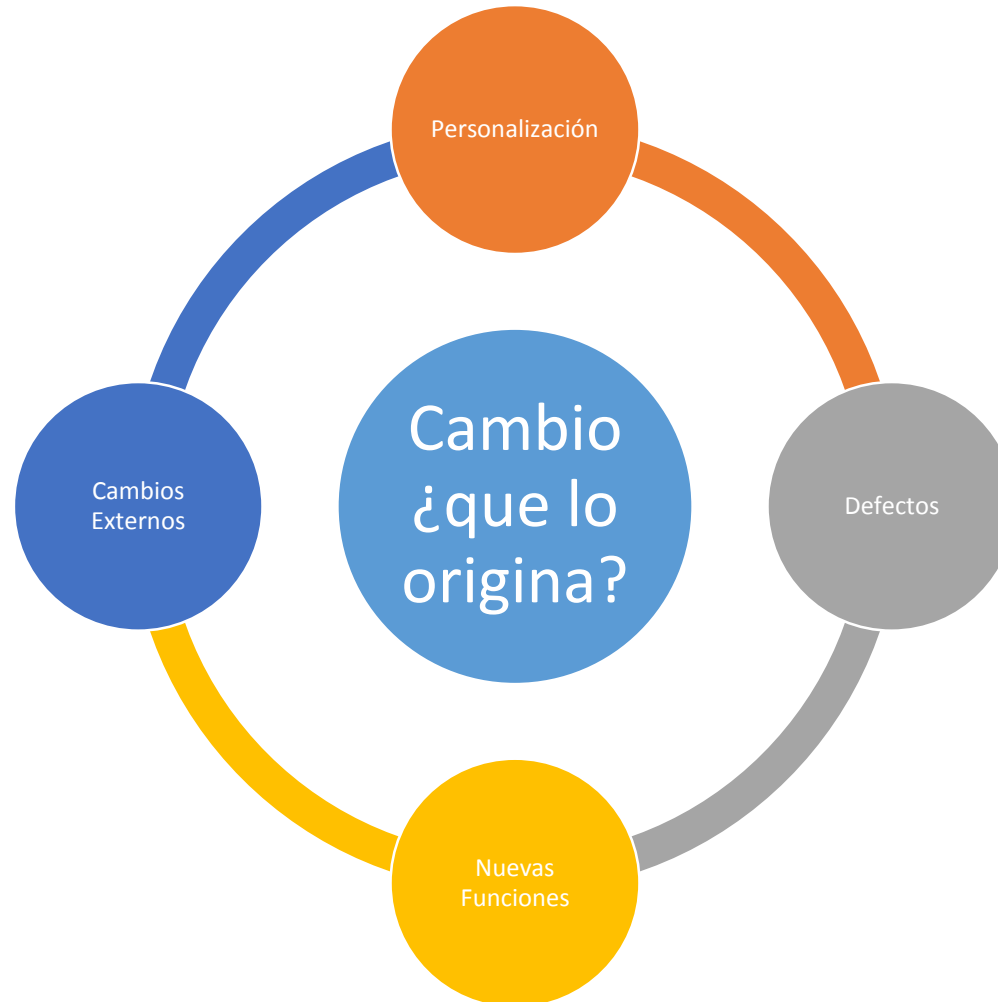 Personalización
Cambio
¿que lo
origina?
Cambios
Externos
Defectos
Nuevas
Funciones